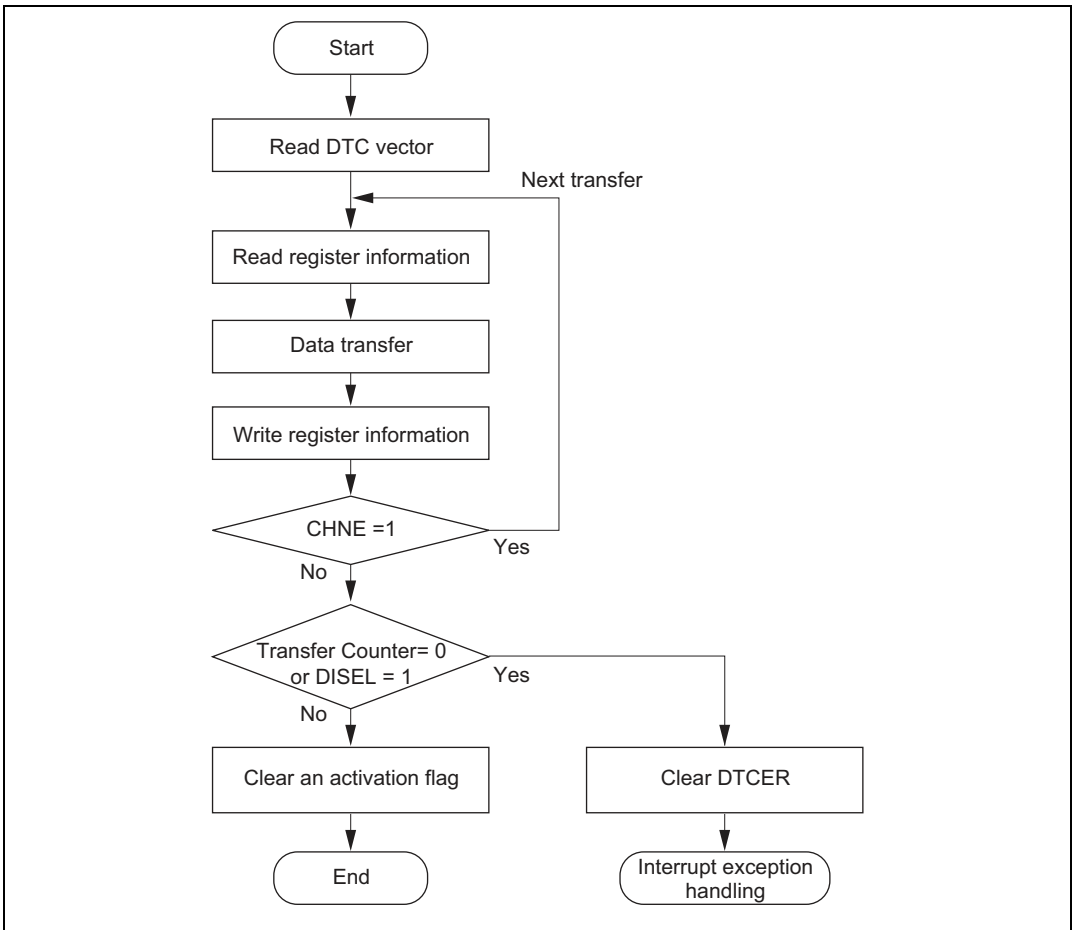 Start
Read DTC vector
Next transfer
Read register information
Data transfer
Write register information
CHNE =1
Yes
No
Transfer Counter= 0
or DISEL = 1
Yes
No
Clear an activation flag
Clear DTCER
End
Interrupt exception
handling